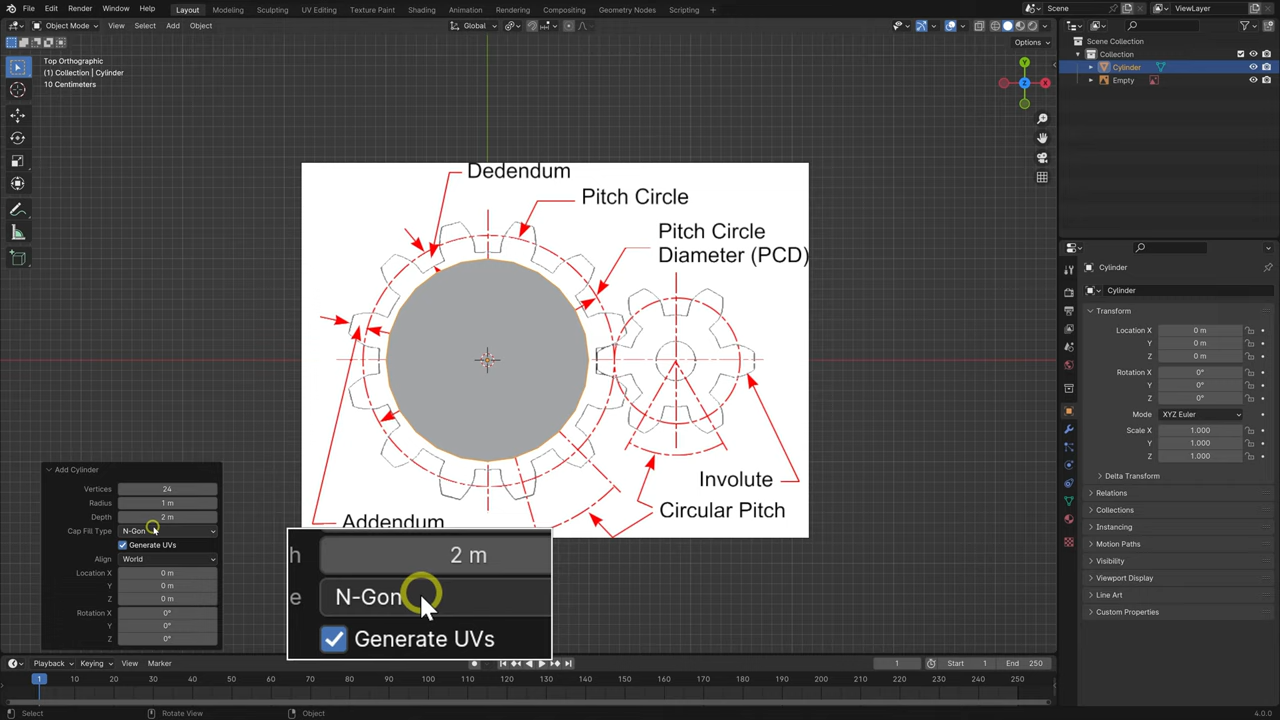 File Edit Render Window Help Layout Modeling Sculpting UV Editing Texture Paint Shading Animation Rendering Compositing Geometry Nodes Scripting + Scene ViewLayer
Object Mode View Select Add Object Global Options
Top Orthographic
(1) Collection | Cylinder
10 Centimeters
Y
Z
X
Dedendum
Pitch Circle
Pitch Circle
Diameter (PCD)
Involute
Circular Pitch
Addendum
Add Cylinder
Vertices 24
Radius 1 m
Depth 2 m
Cap Fill Type N-Gon
Generate UVs
Align World
Location X 0 m
Y 0 m
Z 0 m
Rotation X 0°
Y 0°
Z 0°
h 2 m
e N-Gon
Generate UVs
Scene Collection
Collection
Cylinder
Empty
Cylinder
Cylinder
Transform
Location X 0 m
Y 0 m
Z 0 m
Rotation X 0°
Y 0°
Z 0°
Mode XYZ Euler
Scale X 1.000
Y 1.000
Z 1.000
Delta Transform
Relations
Collections
Instancing
Motion Paths
Visibility
Viewport Display
Line Art
Custom Properties
Playback Keying View Marker 1 Start 1 End 250
1 10 20 30 40 50 60 70 80 90 100 110 120 130 140 150 160 170 180 190 200 210 220 230 240 250
Select Rotate View Object 4.0.0